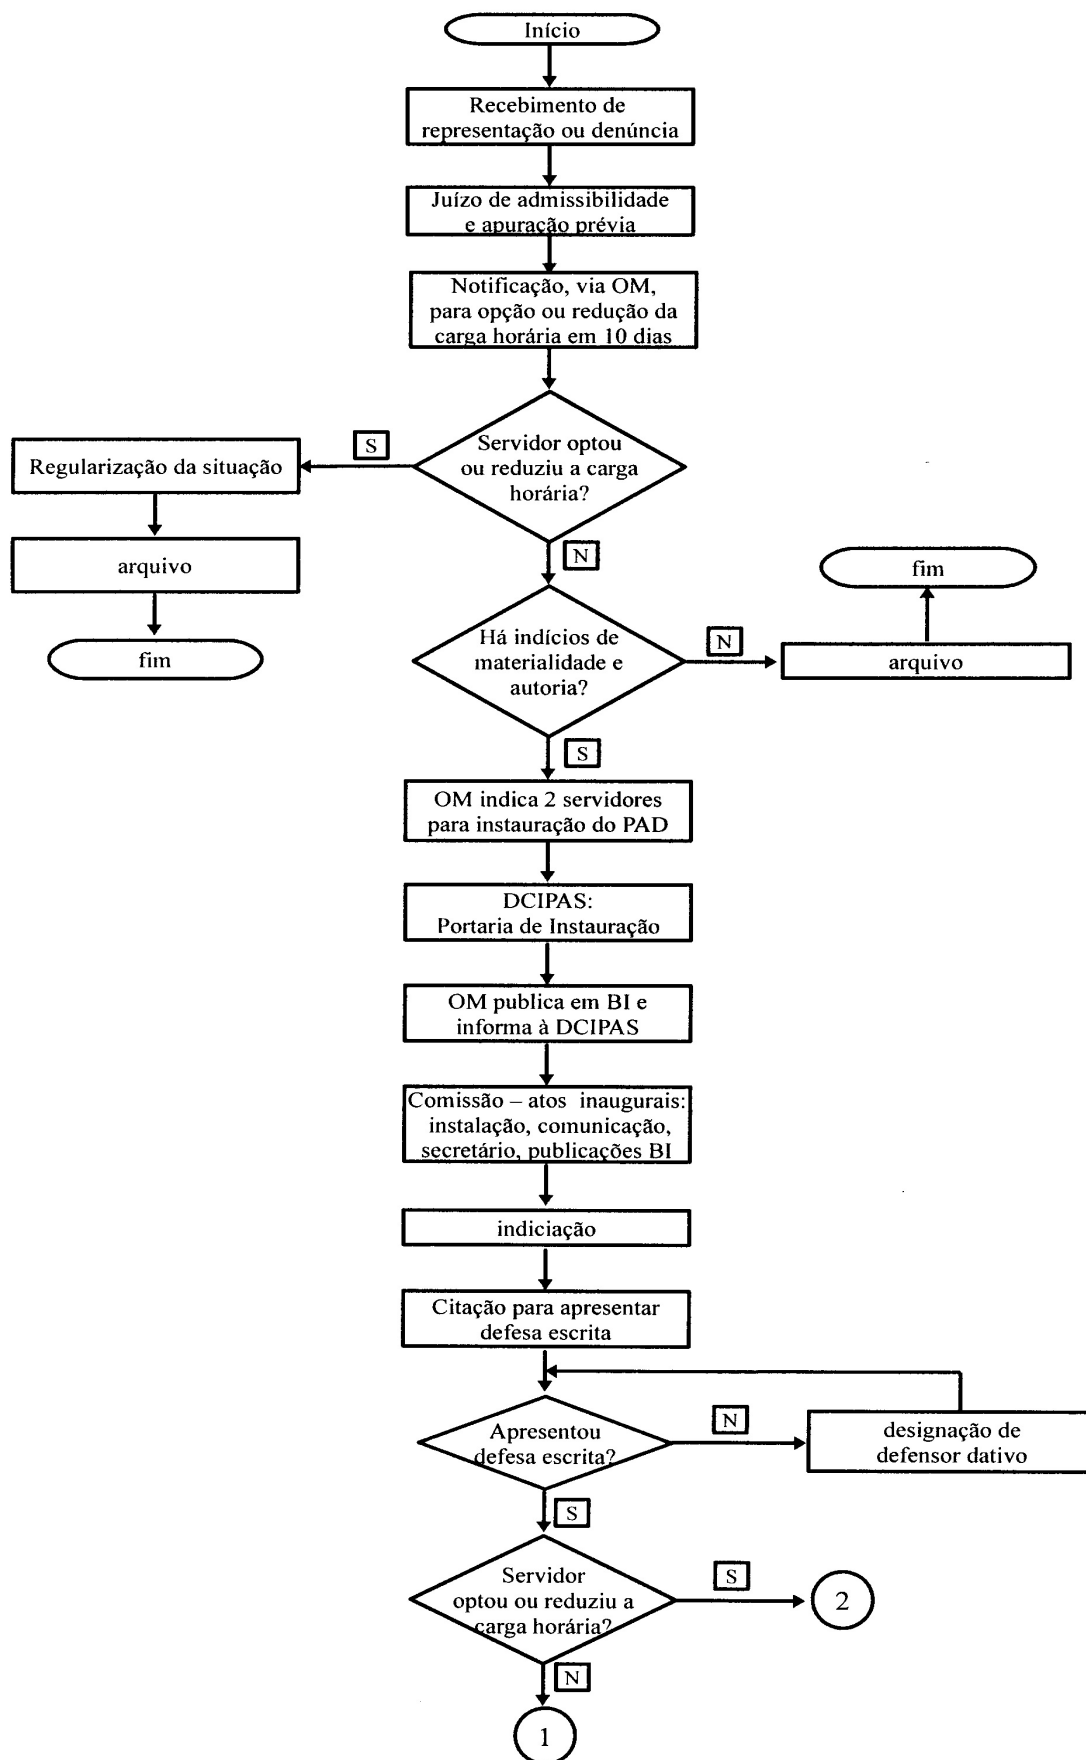 Início
Recebimento de
representação ou denúncia
Juízo de admissibilidade
e apuração prévia
Notificação, via OM,
para opção ou redução da
carga horária em 10 dias
Servidor optou
ou reduziu a carga
horária?
S
Regularização da situação
arquivo
fim
N
Há indícios de
materialidade e
autoria?
N
arquivo
fim
S
OM indica 2 servidores
para instauração do PAD
DCIPAS:
Portaria de Instauração
OM publica em BI e
informa à DCIPAS
Comissão – atos inaugurais:
instalação, comunicação,
secretário, publicações BI
indiciação
Citação para apresentar
defesa escrita
Apresentou
defesa escrita?
N
designação de
defensor dativo
S
Servidor
optou ou reduziu a
carga horária?
S
2
N
1